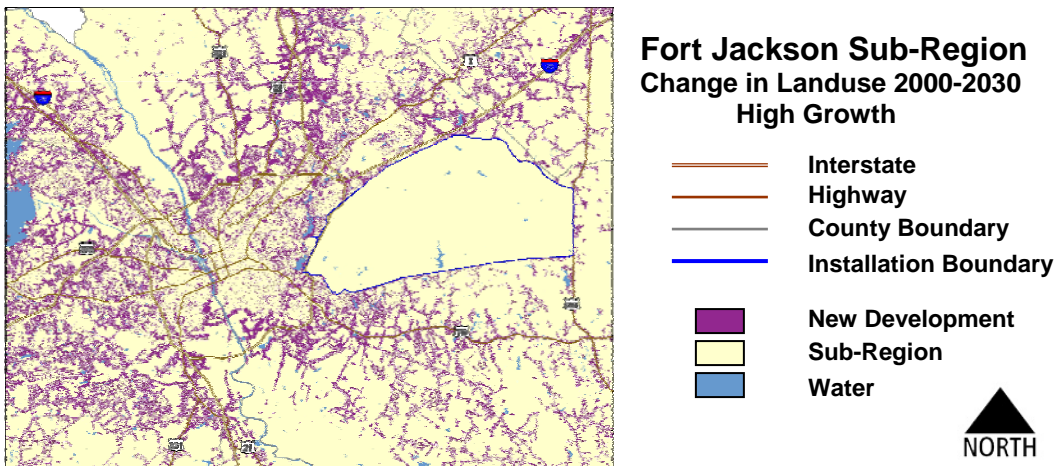 Fort Jackson Sub-Region
Change in Landuse 2000-2030
High Growth
Interstate
Highway
County Boundary
Installation Boundary
New Development
Sub-Region
Water
NORTH